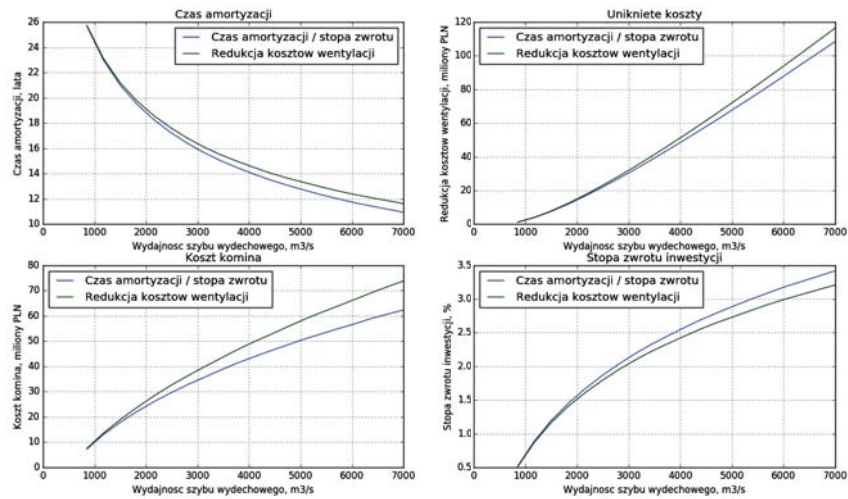 Czas amortyzacji
26
24
22
20
18
16
14
12
10
Czas amortyzacji, lata
Czas amortyzacji / stopa zwrotu
Redukcja kosztow wentylacji
0 1000 2000 3000 4000 5000 6000 7000
Wydajnosc szybu wydechowego, m3/s
Unikniete koszty
120
100
80
60
40
20
0
Redukcja kosztow wentylacji, miliony PLN
Czas amortyzacji / stopa zwrotu
Redukcja kosztow wentylacji
0 1000 2000 3000 4000 5000 6000 7000
Wydajnosc szybu wydechowego, m3/s
Koszt komina
80
70
60
50
40
30
20
10
0
Koszt komina, miliony PLN
Czas amortyzacji / stopa zwrotu
Redukcja kosztow wentylacji
0 1000 2000 3000 4000 5000 6000 7000
Wydajnosc szybu wydechowego, m3/s
Stopa zwrotu inwestycji
3.5
3.0
2.5
2.0
1.5
1.0
0.5
Stopa zwrotu inwestycji, %
Czas amortyzacji / stopa zwrotu
Redukcja kosztow wentylacji
0 1000 2000 3000 4000 5000 6000 7000
Wydajnosc szybu wydechowego, m3/s